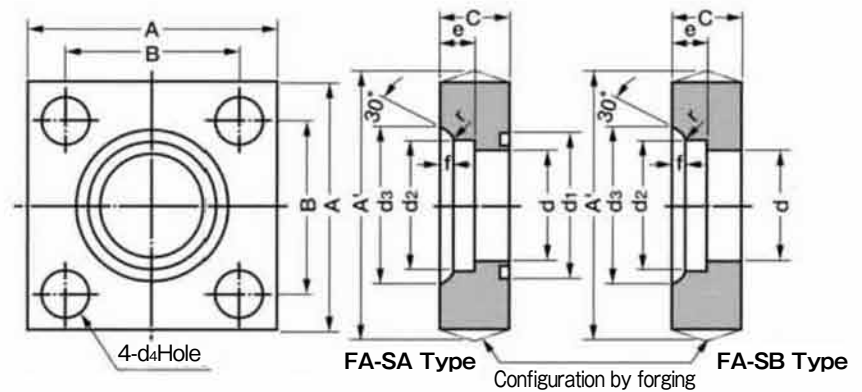 A
B
B
A
4-d4Hole
C
e
30°
r
f
A'
d3
d2
d
d1
FA-SA Type
C
e
30°
r
f
A'
d3
d2
d
FA-SB Type
Configuration by forging